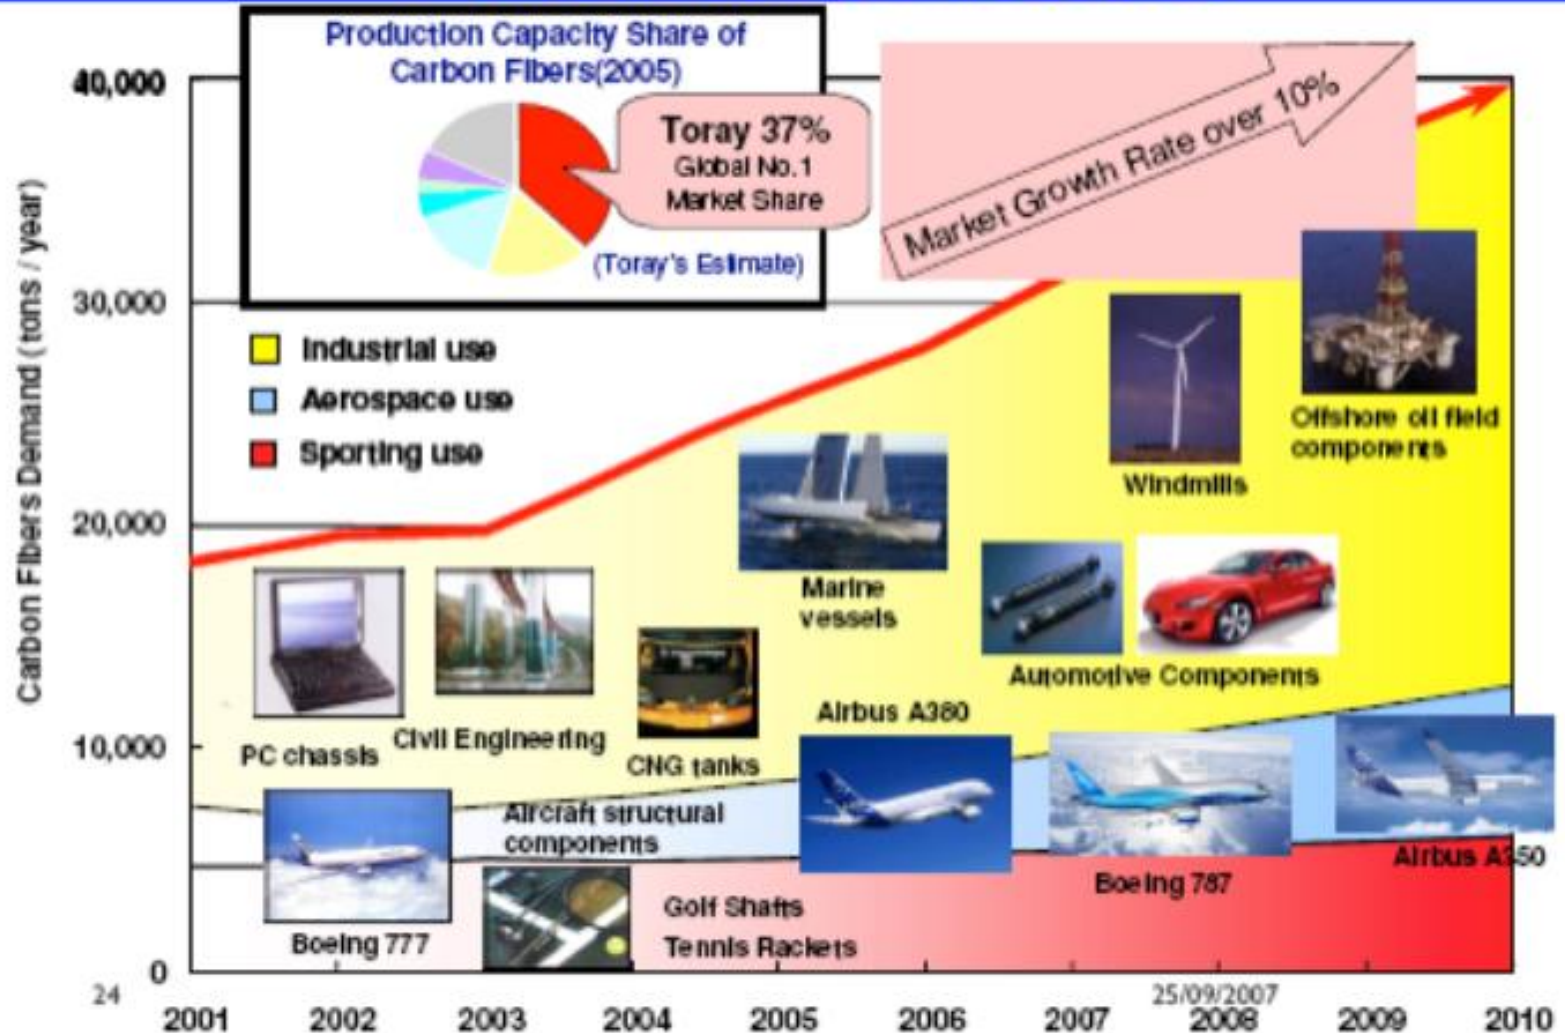 Production Capacity Share of
Carbon Fibers(2005)
Toray 37%
Global No.1
Market Share
(Toray's Estimate)
Market Growth Rate over 10%
Carbon Fibers Demand (tons / year)
40,000
30,000
20,000
10,000
0
Industrial use
Aerospace use
Sporting use
Offshore oil field
components
Windmills
Marine
vessels
Automotive Components
PC chassis
Civil Engineering
CNG tanks
Airbus A380
Aircraft structural
components
Boeing 777
Golf Shafts
Tennis Rackets
Boeing 787
Airbus A350
24
25/09/2007
2001
2002
2003
2004
2005
2006
2007
2008
2009
2010